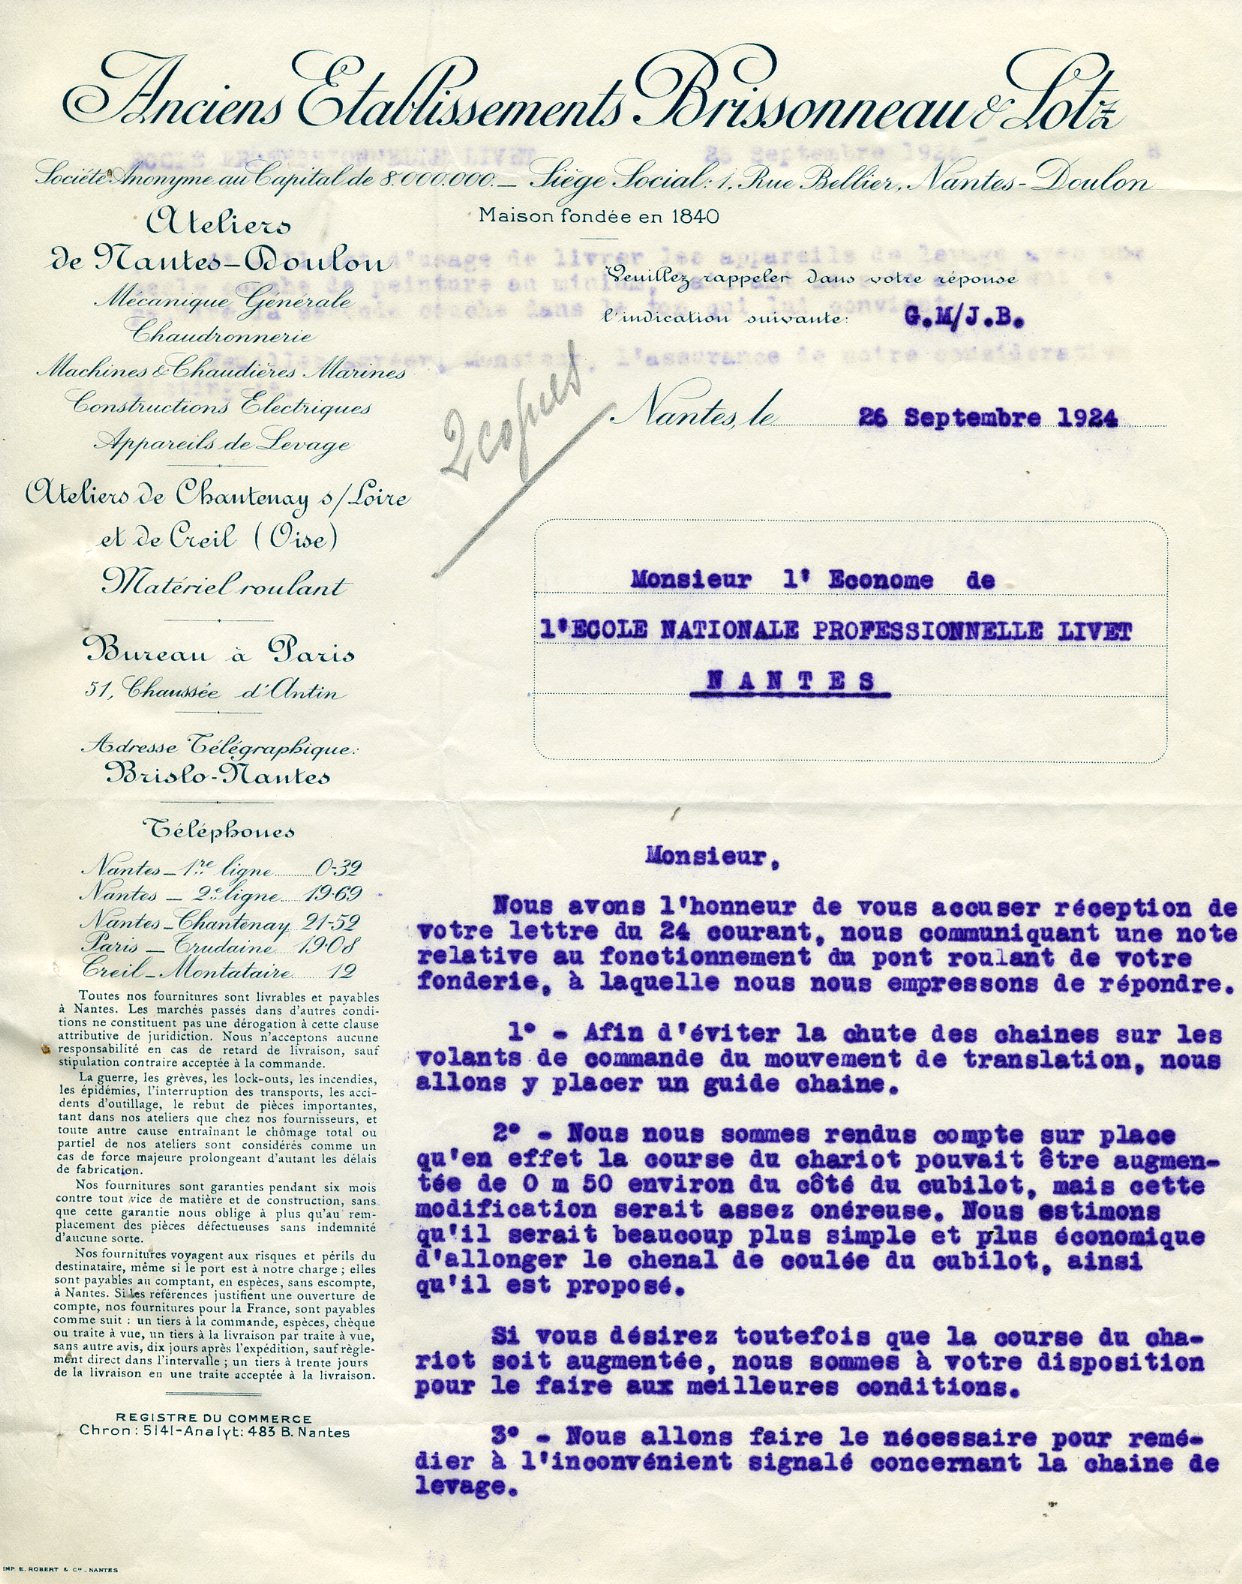 Anciens Etablissements Brissonneau & Lotz
Société Anonyme au Capital de 8.000.000. — Siège Social: 1, Rue Bellier, Nantes-Doulon
Maison fondée en 1840
Ateliers
de Nantes-Doulon
Mécanique Générale
Chaudronnerie
Machines & Chaudières Marines
Constructions Electriques
Appareils de Levage
Ateliers de Chantenay s/Loire
et de Creil (Oise)
Matériel roulant
Bureau à Paris
51, Chaussée d'Antin
Adresse Télégraphique:
Brislo-Nantes
Téléphones
Nantes — 1re ligne 0-32
Nantes — 2e ligne 19-69
Nantes-Chantenay 21-52
Paris — Trudaine 19-08
Creil — Montataire 12
Toutes nos fournitures sont livrables et payables
à Nantes. Les marchés passés dans d'autres condi-
tions ne constituent pas une dérogation à cette clause
attributive de juridiction. Nous n'acceptons aucune
responsabilité en cas de retard de livraison, sauf
stipulation contraire acceptée à la commande.
La guerre, les grèves, les lock-outs, les incendies,
les épidémies, l'interruption des transports, les acci-
dents d'outillage, le rebut de pièces importantes,
tant dans nos ateliers que chez nos fournisseurs, et
toute autre cause entraînant le chômage total ou
partiel de nos ateliers sont considérés comme un
cas de force majeure prolongeant d'autant les délais
de fabrication.
Nos fournitures sont garanties pendant six mois
contre tout vice de matière et de construction, sans
que cette garantie nous oblige à plus qu'au rem-
placement des pièces défectueuses sans indemnité
d'aucune sorte.
Nos fournitures voyagent aux risques et périls du
destinataire, même si le port est à notre charge ; elles
sont payables au comptant, en espèces, sans escompte,
à Nantes. Si les références justifient une ouverture de
compte, nos fournitures pour la France, sont payables
comme suit : un tiers à la commande, espèces, chèque
ou traite à vue, un tiers à la livraison par traite à vue,
sans autre avis, dix jours après l'expédition, sauf règle-
ment direct dans l'intervalle ; un tiers à trente jours
de la livraison en une traite acceptée à la livraison.
REGISTRE DU COMMERCE
Chron : 5141-Analyt : 483 B. Nantes
IMP. E. ROBERT & Cie - NANTES
Veuillez rappeler dans votre réponse
l'indication suivante: G.M/J.B.
2 copies
Nantes, le 26 Septembre 1924
Monsieur l' Econome de
l'ECOLE NATIONALE PROFESSIONNELLE LIVET
NANTES
Monsieur,
Nous avons l'honneur de vous accuser réception de
votre lettre du 24 courant, nous communiquant une note
relative au fonctionnement du pont roulant de votre
fonderie, à laquelle nous nous empressons de répondre.
1° - Afin d'éviter la chute des chaines sur les
volants de commande du mouvement de translation, nous
allons y placer un guide chaine.
2° - Nous nous sommes rendus compte sur place
qu'en effet la course du chariot pouvait être augmen-
tée de 0 m 50 environ du côté du cubilot, mais cette
modification serait assez onéreuse. Nous estimons
qu'il serait beaucoup plus simple et plus économique
d'allonger le chenal de coulée du cubilot, ainsi
qu'il est proposé.
Si vous désirez toutefois que la course du cha-
riot soit augmentée, nous sommes à votre disposition
pour le faire aux meilleures conditions.
3° - Nous allons faire le nécessaire pour remé-
dier à l'inconvénient signalé concernant la chaine de
levage.